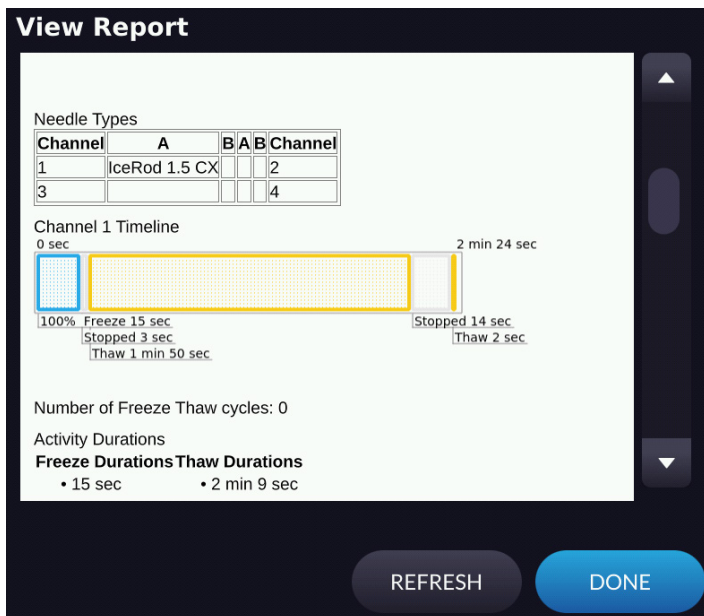 View Report
Needle Types
Channel A B A B Channel
1 IceRod 1.5 CX 2
3 4
Channel 1 Timeline
0 sec 2 min 24 sec
100% Freeze 15 sec Stopped 14 sec
Stopped 3 sec Thaw 2 sec
Thaw 1 min 50 sec
Number of Freeze Thaw cycles: 0
Activity Durations
Freeze Durations Thaw Durations
• 15 sec • 2 min 9 sec
REFRESH DONE